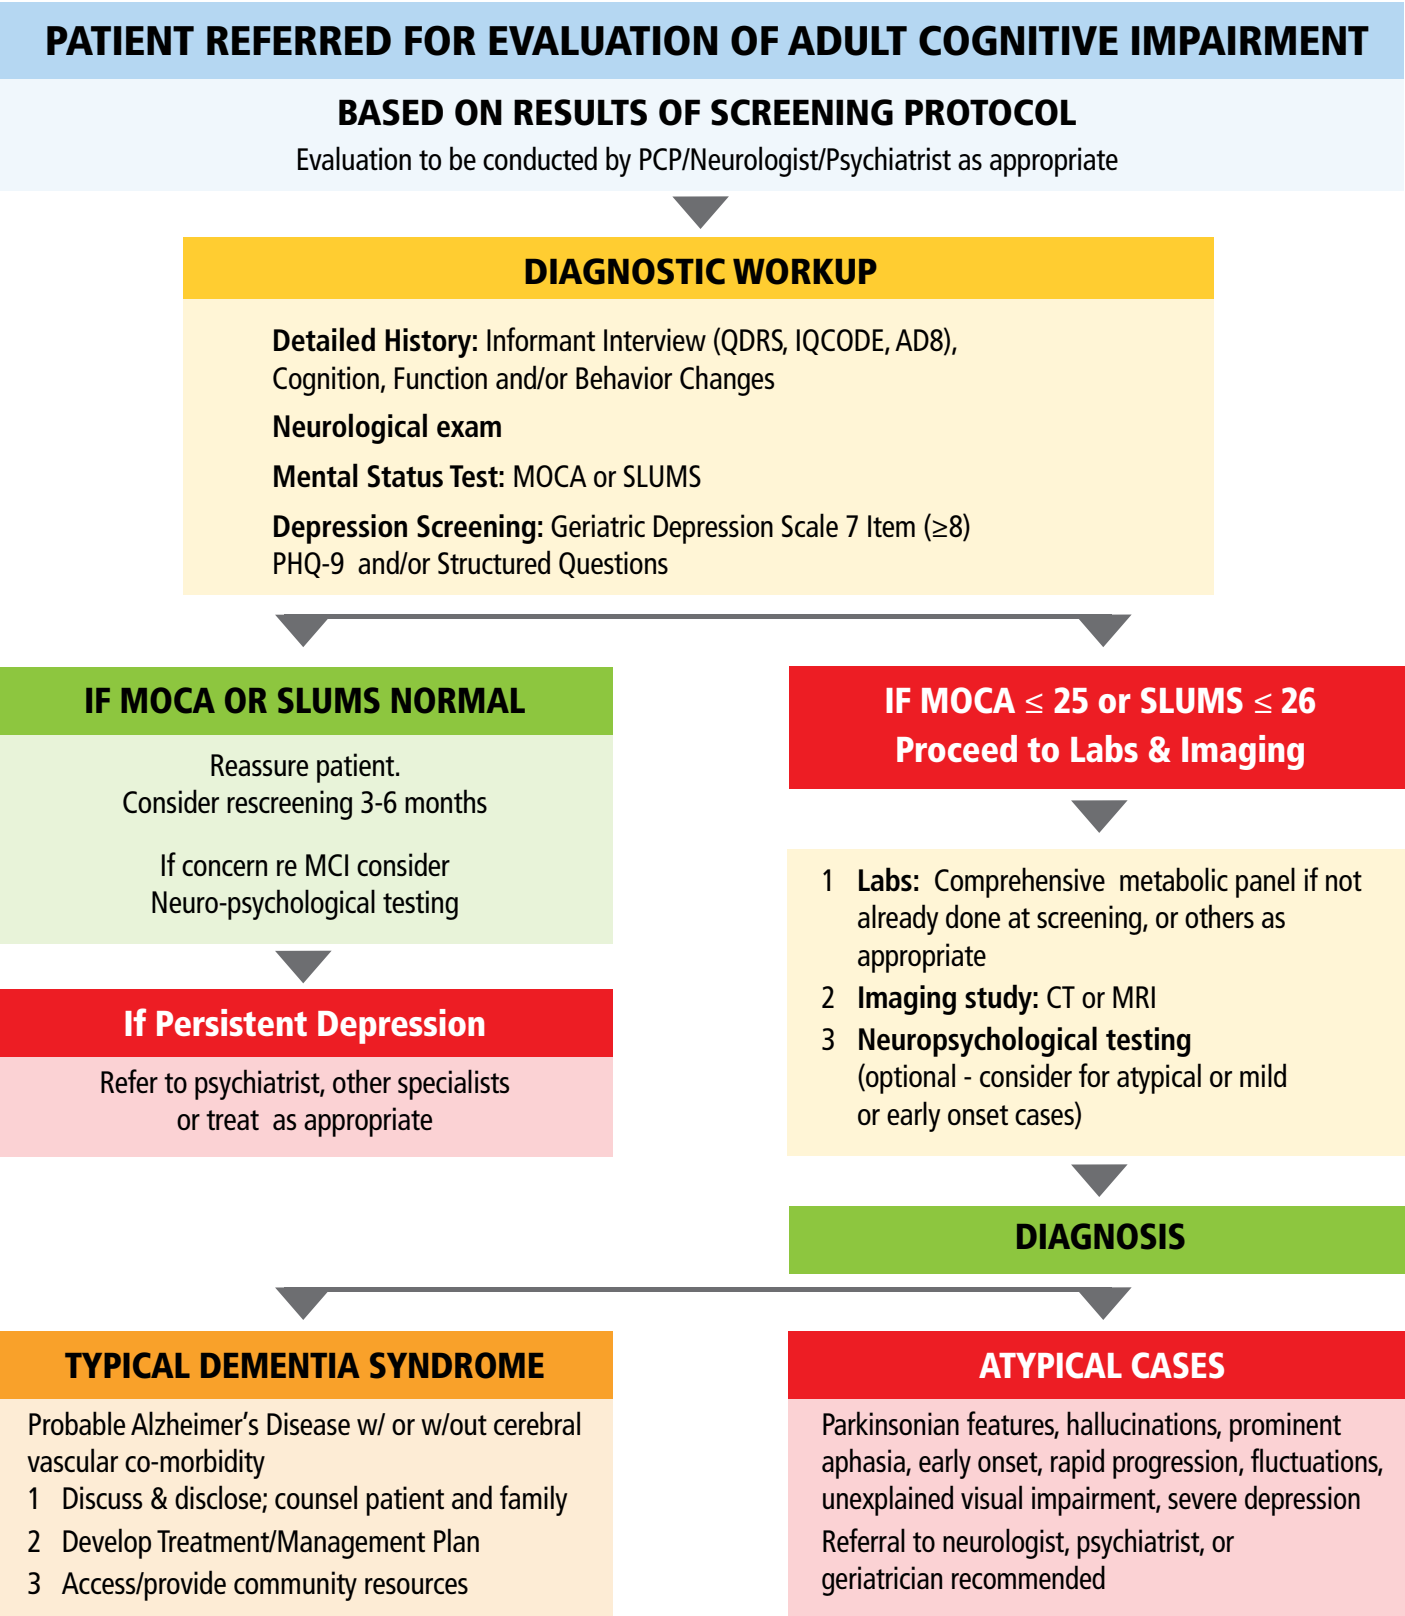 PATIENT REFERRED FOR EVALUATION OF ADULT COGNITIVE IMPAIRMENT
BASED ON RESULTS OF SCREENING PROTOCOL
Evaluation to be conducted by PCP/Neurologist/Psychiatrist as appropriate
DIAGNOSTIC WORKUP
Detailed History: Informant Interview (QDRS, IQCODE, AD8),
Cognition, Function and/or Behavior Changes
Neurological exam
Mental Status Test: MOCA or SLUMS
Depression Screening: Geriatric Depression Scale 7 Item (≥8)
PHQ-9 and/or Structured Questions
IF MOCA OR SLUMS NORMAL
Reassure patient.
Consider rescreening 3-6 months
If concern re MCI consider
Neuro-psychological testing
If Persistent Depression
Refer to psychiatrist, other specialists
or treat as appropriate
IF MOCA ≤ 25 or SLUMS ≤ 26
Proceed to Labs & Imaging
1 Labs: Comprehensive metabolic panel if not
already done at screening, or others as
appropriate
2 Imaging study: CT or MRI
3 Neuropsychological testing
(optional - consider for atypical or mild
or early onset cases)
DIAGNOSIS
TYPICAL DEMENTIA SYNDROME
Probable Alzheimer's Disease w/ or w/out cerebral
vascular co-morbidity
1 Discuss & disclose; counsel patient and family
2 Develop Treatment/Management Plan
3 Access/provide community resources
ATYPICAL CASES
Parkinsonian features, hallucinations, prominent
aphasia, early onset, rapid progression, fluctuations,
unexplained visual impairment, severe depression
Referral to neurologist, psychiatrist, or
geriatrician recommended